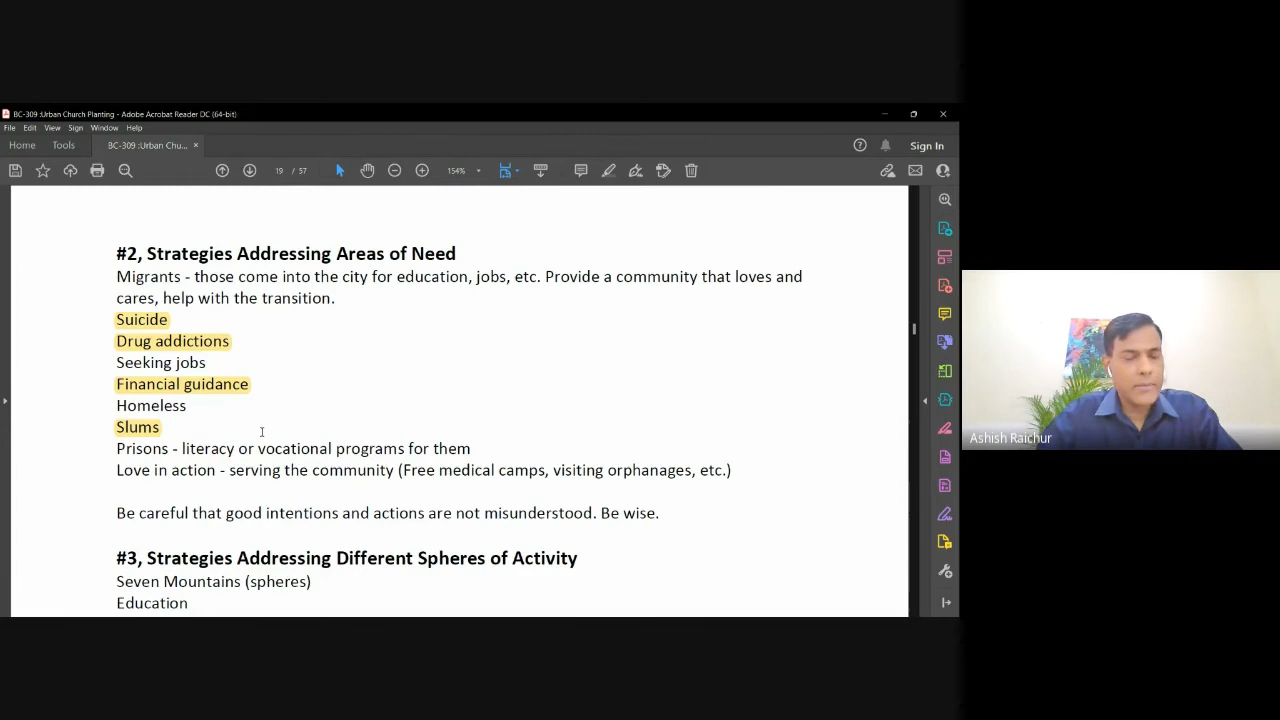 BC-309 :Urban Church Planting - Adobe Acrobat Reader DC (64-bit)
File Edit View Sign Window Help
Home Tools BC-309 :Urban Chu... × Sign In
19 / 57 154%
#2, Strategies Addressing Areas of Need
Migrants - those come into the city for education, jobs, etc. Provide a community that loves and
cares, help with the transition.
Suicide
Drug addictions
Seeking jobs
Financial guidance
Homeless
Slums
Prisons - literacy or vocational programs for them
Love in action - serving the community (Free medical camps, visiting orphanages, etc.)
Be careful that good intentions and actions are not misunderstood. Be wise.
#3, Strategies Addressing Different Spheres of Activity
Seven Mountains (spheres)
Education
Ashish Raichur